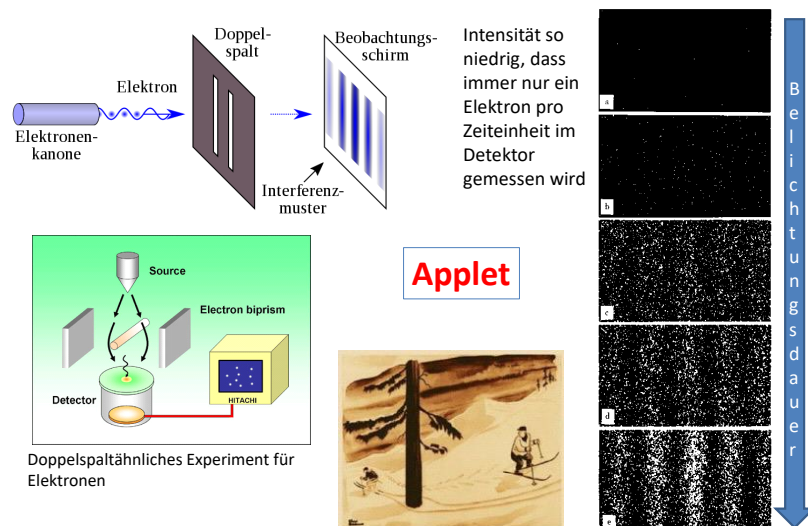 Doppel-
spalt
Beobachtungs-
schirm
Elektron
Elektronen-
kanone
Interferenz-
muster
Intensität so
niedrig, dass
immer nur ein
Elektron pro
Zeiteinheit im
Detektor
gemessen wird
Source
Electron biprism
Detector
HITACHI
Doppelspaltähnliches Experiment für
Elektronen
Applet
a
b
c
d
e
Belichtungsdauer